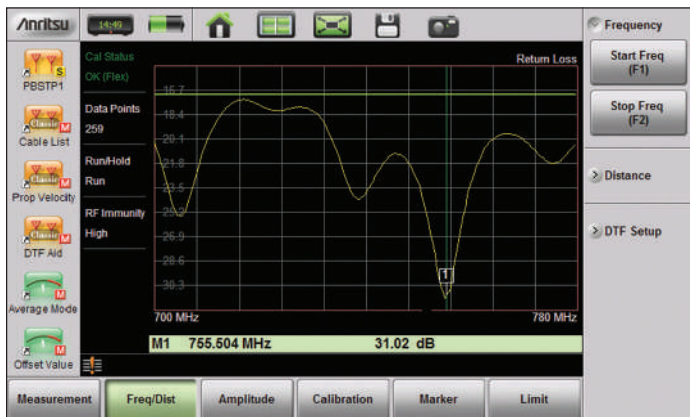 Anritsu
14:49
Frequency
Start Freq
(F1)
Stop Freq
(F2)
Distance
DTF Setup
S
PBSTP1
Classic M
Cable List
Classic M
Prop Velocity
Classic M
DTF Aid
M
Average Mode
M
Offset Value
Cal Status
OK (Flex)
Data Points
259
Run/Hold
Run
RF Immunity
High
Return Loss
16.7
18.4
20.1
21.8
23.5
26.9
28.6
30.3
1
700 MHz
780 MHz
M1 755.504 MHz 31.02 dB
Measurement
Freq/Dist
Amplitude
Calibration
Marker
Limit